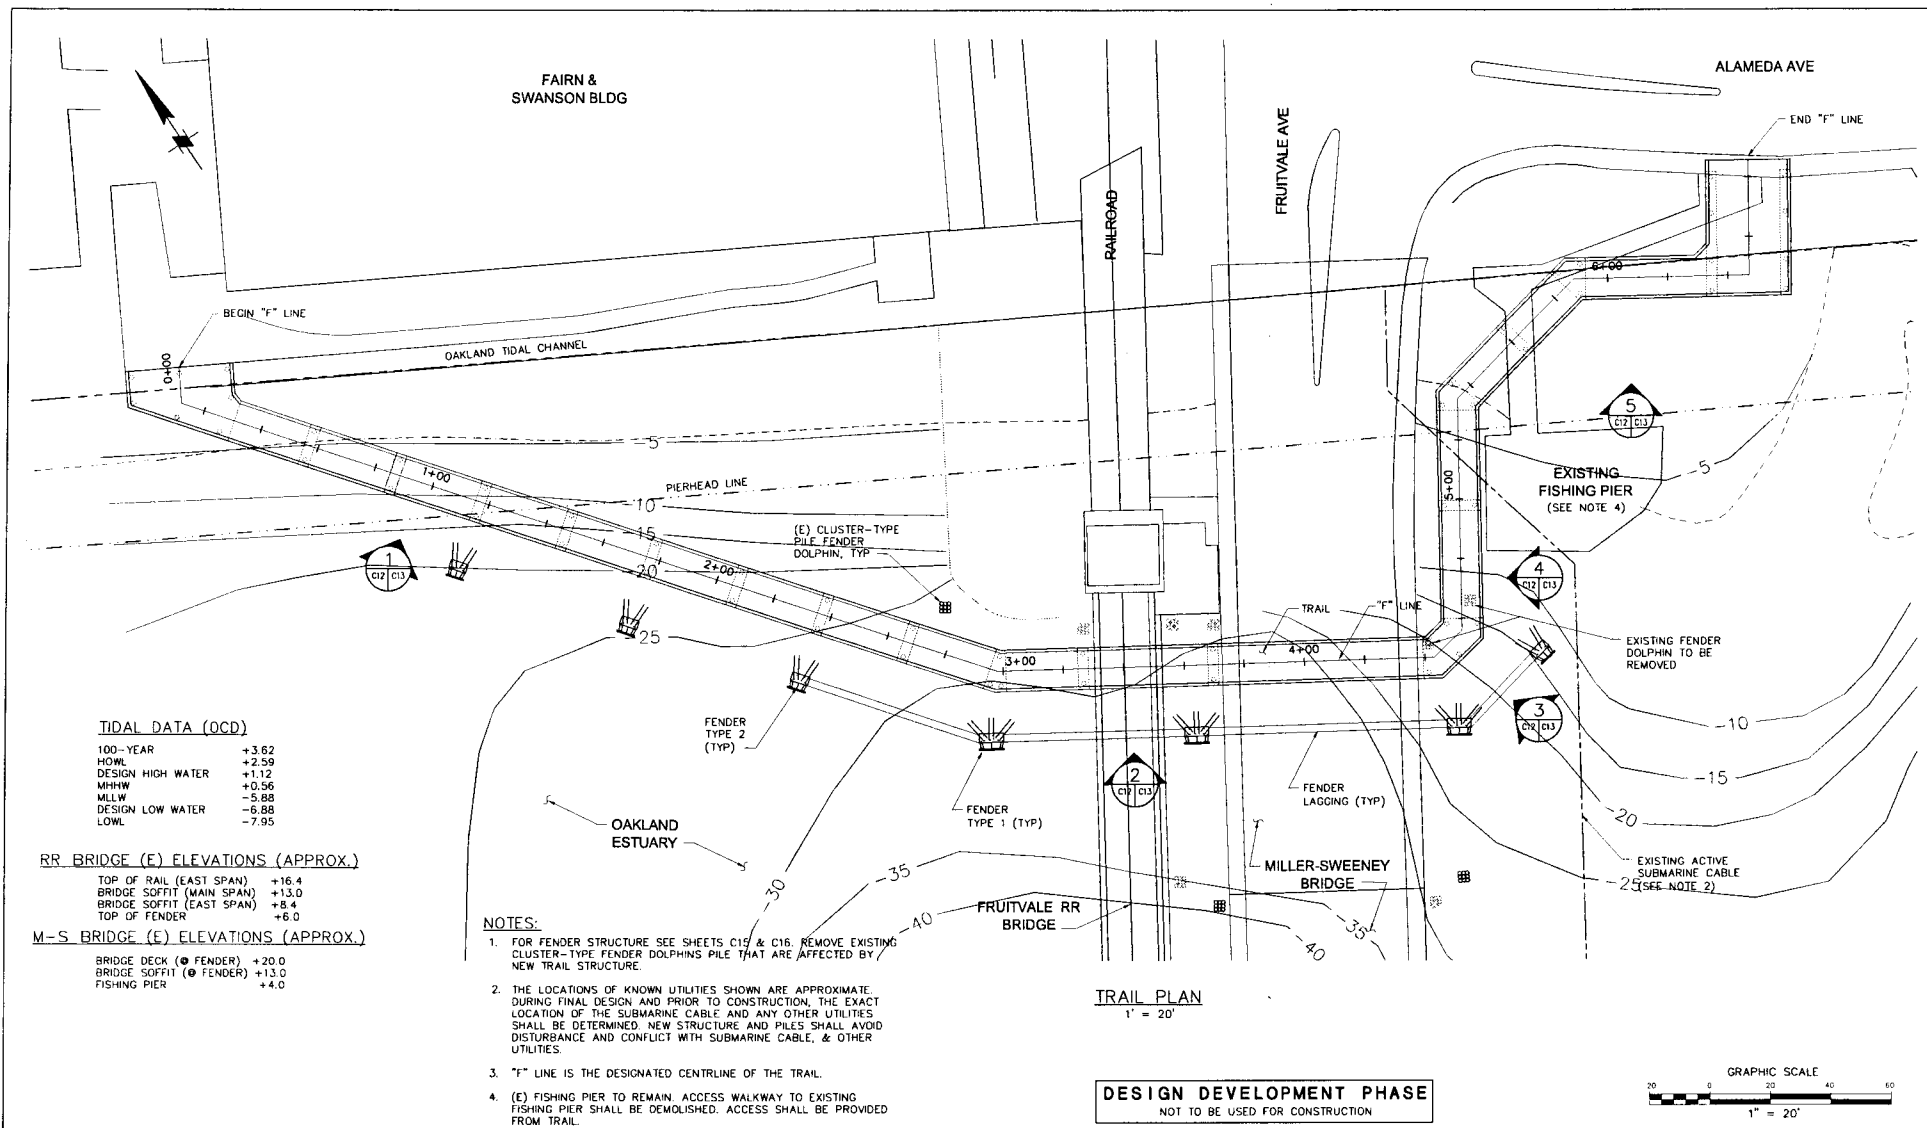 FAIRN &
SWANSON BLDG
ALAMEDA AVE
END "F" LINE
FRUITVALE AVE
RAILROAD
6+00
BEGIN "F" LINE
0+00
OAKLAND TIDAL CHANNEL
5
C12 C13
-5
1+00
PIERHEAD LINE
-10
-15
5+00
-5
EXISTING
FISHING PIER
(SEE NOTE 4)
(E) CLUSTER-TYPE
PILE FENDER
DOLPHIN, TYP
1
C12 C13
2+00
-20
4
C12 C13
-25
TRAIL
"F" LINE
3+00
4+00
EXISTING FENDER
DOLPHIN TO BE
REMOVED
TIDAL DATA (OCD)
100-YEAR +3.62
HOWL +2.59
DESIGN HIGH WATER +1.12
MHHW +0.56
MLLW -5.88
DESIGN LOW WATER -6.88
LOWL -7.95
FENDER
TYPE 2
(TYP)
3
C12 C13
-10
2
C12 C13
-15
FENDER
LAGGING (TYP)
FENDER
TYPE 1 (TYP)
-20
OAKLAND
ESTUARY
RR BRIDGE (E) ELEVATIONS (APPROX.)
TOP OF RAIL (EAST SPAN) +16.4
BRIDGE SOFFIT (MAIN SPAN) +13.0
BRIDGE SOFFIT (EAST SPAN) +8.4
TOP OF FENDER +6.0
-30
-35
MILLER-SWEENEY
BRIDGE
EXISTING ACTIVE
SUBMARINE CABLE
(SEE NOTE 2)
-25
FRUITVALE RR
BRIDGE
-40
-35
-40
M-S BRIDGE (E) ELEVATIONS (APPROX.)
BRIDGE DECK (@ FENDER) +20.0
BRIDGE SOFFIT (@ FENDER) +13.0
FISHING PIER +4.0
NOTES:
1. FOR FENDER STRUCTURE SEE SHEETS C15 & C16. REMOVE EXISTING
CLUSTER-TYPE FENDER DOLPHINS PILE THAT ARE AFFECTED BY
NEW TRAIL STRUCTURE.
2. THE LOCATIONS OF KNOWN UTILITIES SHOWN ARE APPROXIMATE.
DURING FINAL DESIGN AND PRIOR TO CONSTRUCTION, THE EXACT
LOCATION OF THE SUBMARINE CABLE AND ANY OTHER UTILITIES
SHALL BE DETERMINED. NEW STRUCTURE AND PILES SHALL AVOID
DISTURBANCE AND CONFLICT WITH SUBMARINE CABLE, & OTHER
UTILITIES.
3. "F" LINE IS THE DESIGNATED CENTRLINE OF THE TRAIL.
4. (E) FISHING PIER TO REMAIN. ACCESS WALKWAY TO EXISTING
FISHING PIER SHALL BE DEMOLISHED. ACCESS SHALL BE PROVIDED
FROM TRAIL.
TRAIL PLAN
1' = 20'
DESIGN DEVELOPMENT PHASE
NOT TO BE USED FOR CONSTRUCTION
GRAPHIC SCALE
20 0 20 40 60
1" = 20'